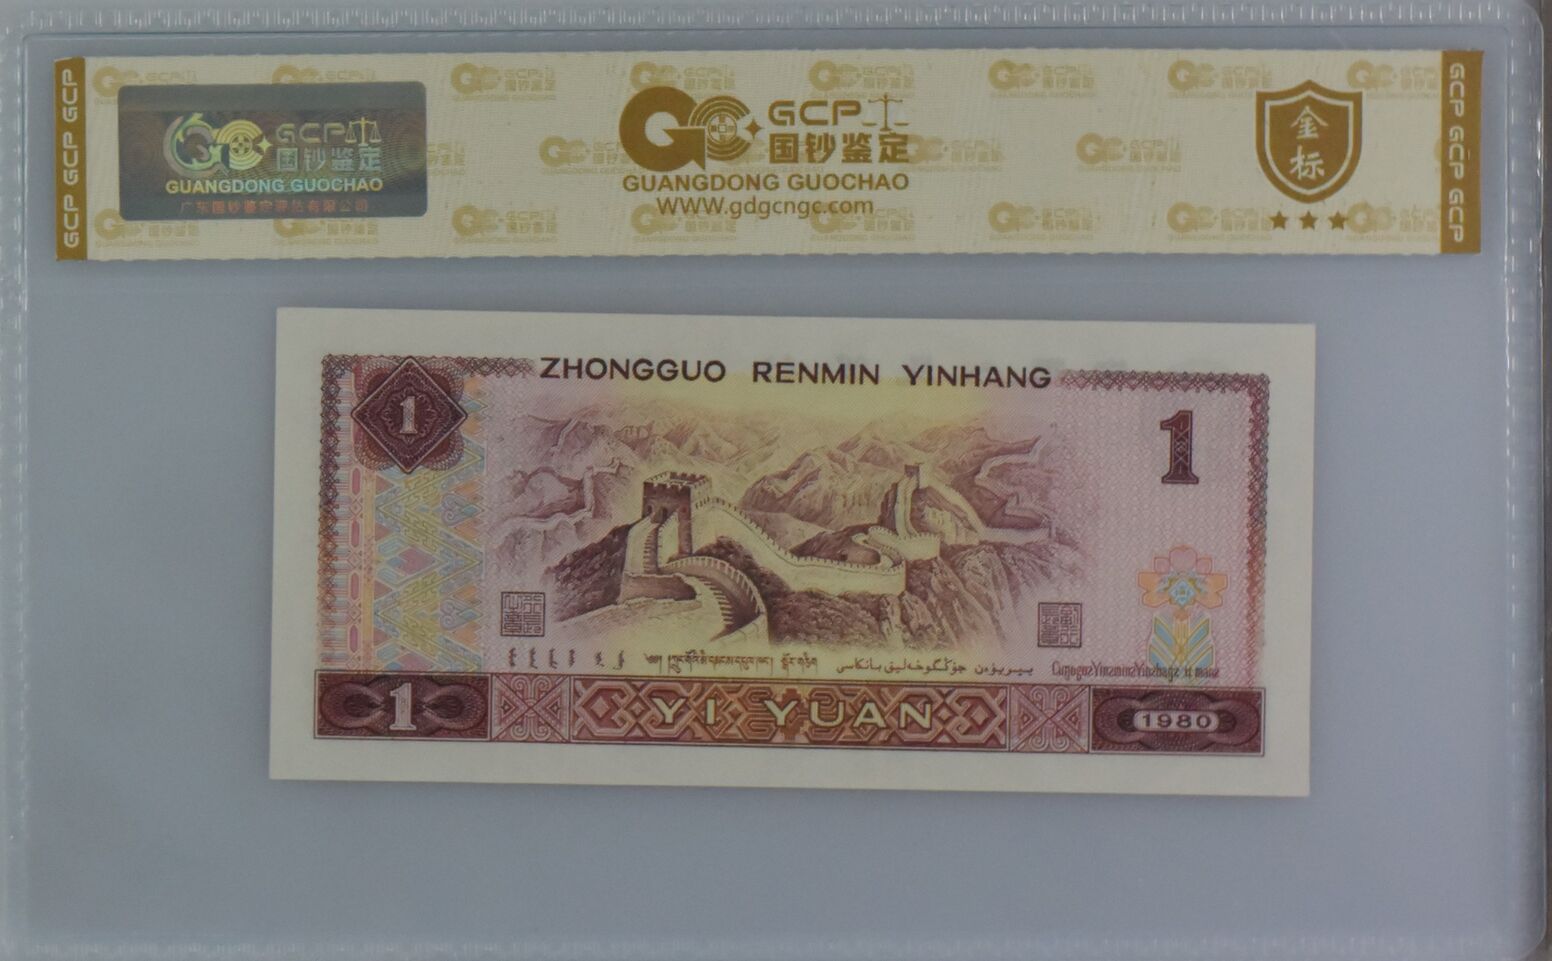 GCP GCP GCP
GCP
国钞鉴定
GUANGDONG GUOCHAO
广东国钞鉴定评估有限公司
GCP
国钞鉴定
GUANGDONG GUOCHAO
WWW.gdgcngc.com
金标
GCP GCP GCP
ZHONGGUO RENMIN YINHANG
1
1
YI YUAN
1
1980